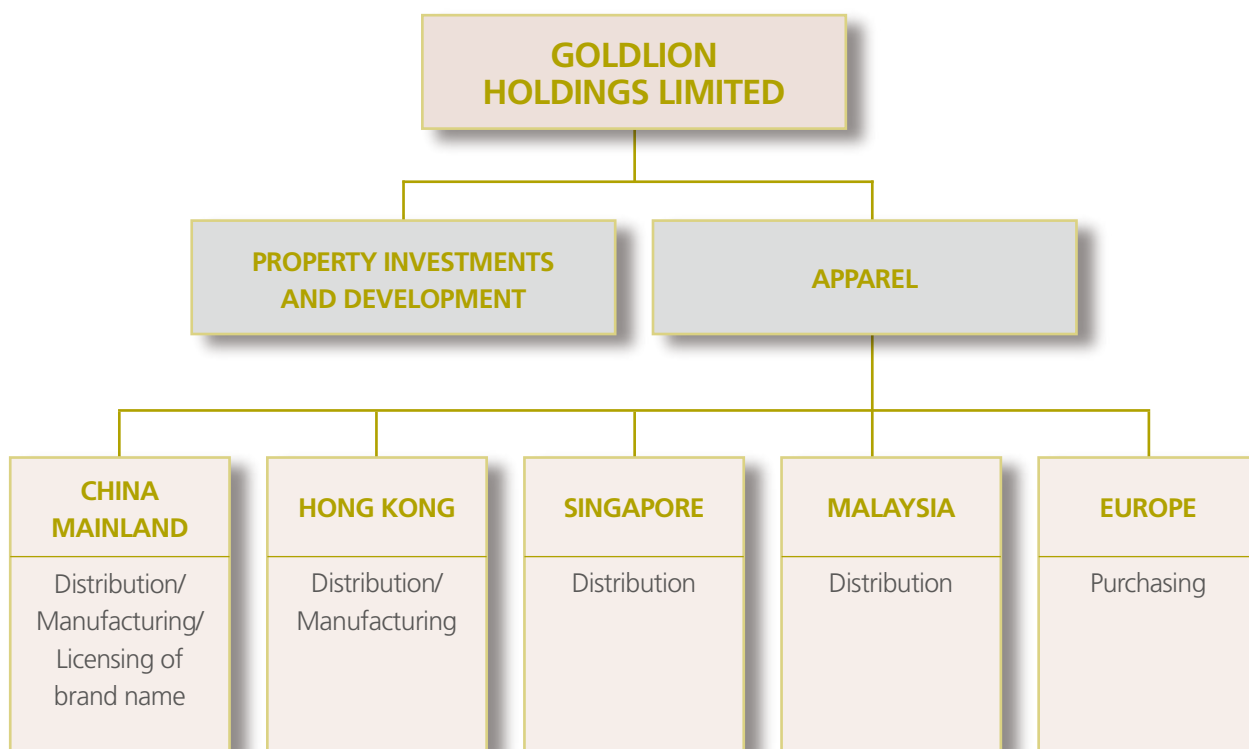 GOLDLION
HOLDINGS LIMITED
PROPERTY INVESTMENTS
AND DEVELOPMENT
APPAREL
CHINA
MAINLAND
Distribution/
Manufacturing/
Licensing of
brand name
HONG KONG
Distribution/
Manufacturing
SINGAPORE
Distribution
MALAYSIA
Distribution
EUROPE
Purchasing